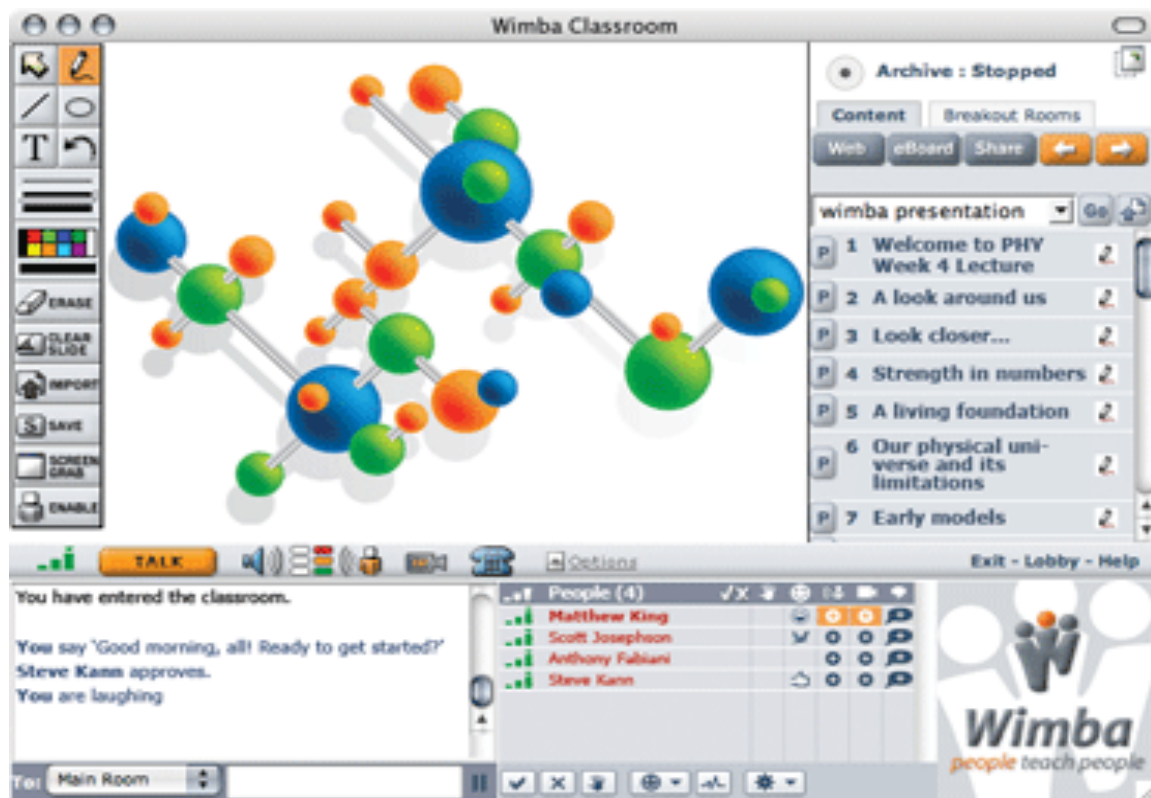 Wimba Classroom
T
ERASE
CLEAR
SLIDE
IMPORT
S SAVE
SCREEN
GRAB
ENABLE
Archive : Stopped
Content Breakout Rooms
Web eBoard Share
wimba presentation Go
P 1 Welcome to PHY
Week 4 Lecture
P 2 A look around us
P 3 Look closer...
P 4 Strength in numbers
P 5 A living foundation
P 6 Our physical uni-
verse and its
limitations
P 7 Early models
TALK
Options
Exit - Lobby - Help
You have entered the classroom.
You say 'Good morning, all! Ready to get started?'
Steve Kann approves.
You are laughing
To: Main Room
People (4)
Matthew King
Scott Josephson
Anthony Fabiani
Steve Kann
Wimba
people teach people